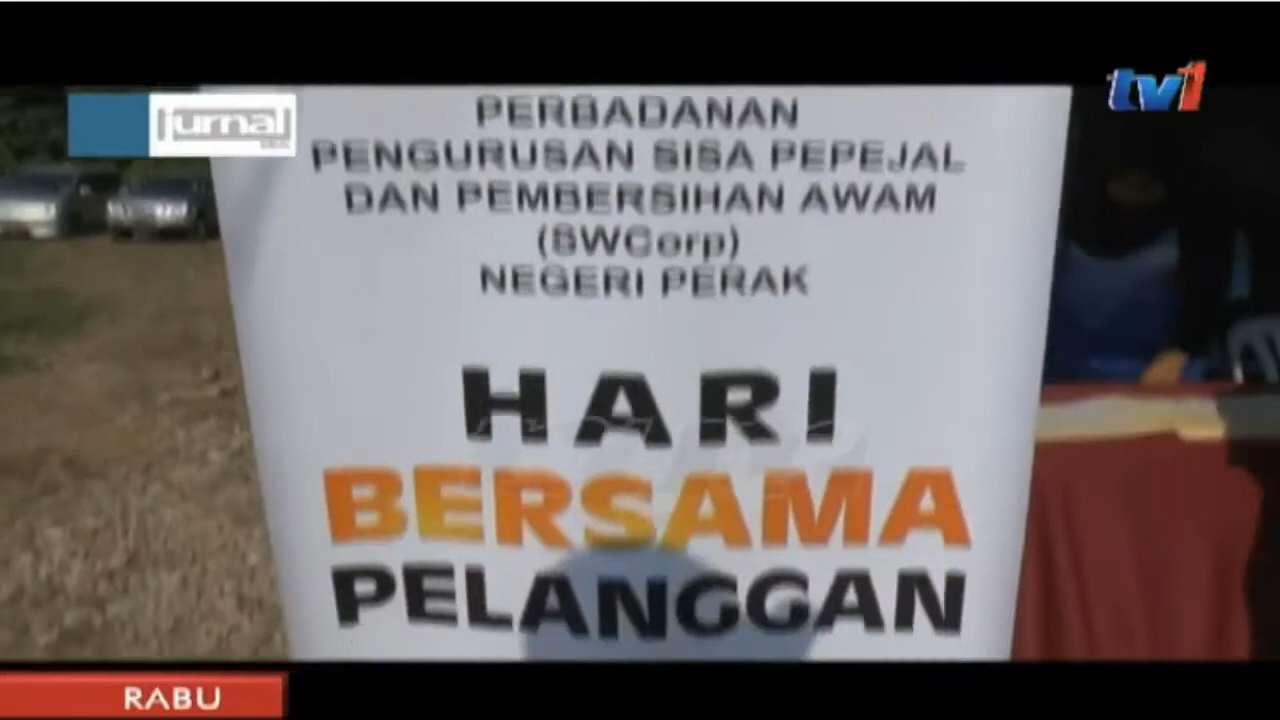 jurnal
tv1
PERBADANAN
PENGURUSAN SISA PEPEJAL
DAN PEMBERSIHAN AWAM
(SWCorp)
NEGERI PERAK
HARI
BERSAMA
PELANGGAN
RABU